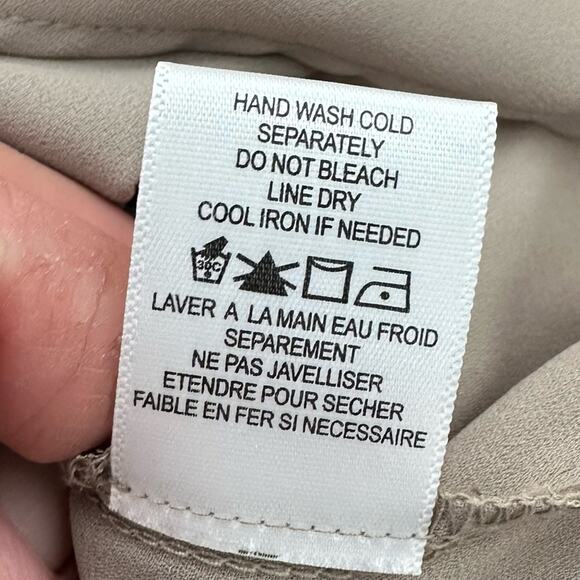 HAND WASH COLD
SEPARATELY
DO NOT BLEACH
LINE DRY
COOL IRON IF NEEDED
30C
LAVER A LA MAIN EAU FROID
SEPAREMENT
NE PAS JAVELLISER
ETENDRE POUR SECHER
FAIBLE EN FER SI NECESSAIRE